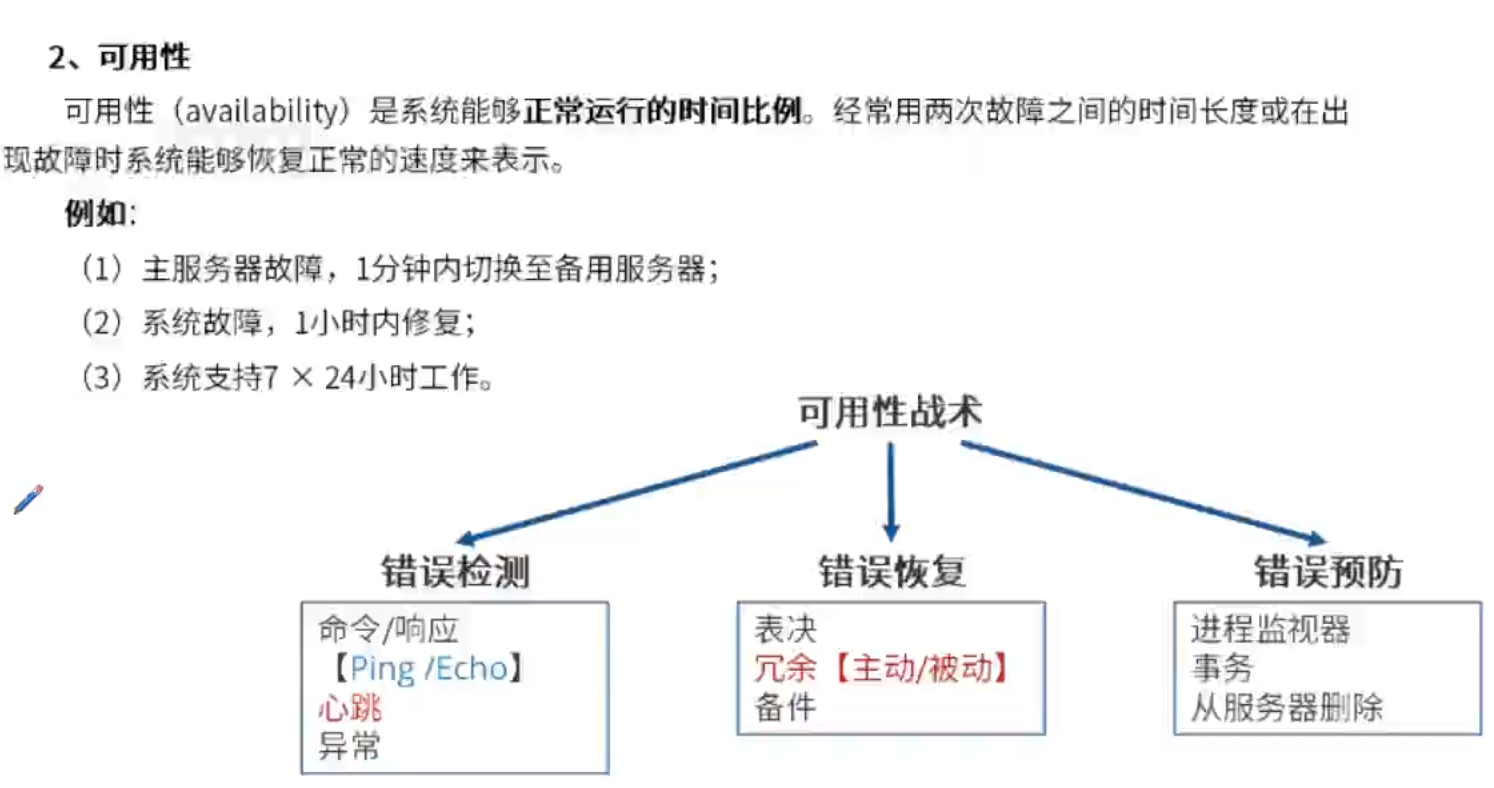 2、可用性
可用性（availability）是系统能够正常运行的时间比例。经常用两次故障之间的时间长度或在出
现故障时系统能够恢复正常的速度来表示。
例如：
（1）主服务器故障，1分钟内切换至备用服务器；
（2）系统故障，1小时内修复；
（3）系统支持7 × 24小时工作。
可用性战术
错误检测
命令/响应
【Ping /Echo】
心跳
异常
错误恢复
表决
冗余【主动/被动】
备件
错误预防
进程监视器
事务
从服务器删除